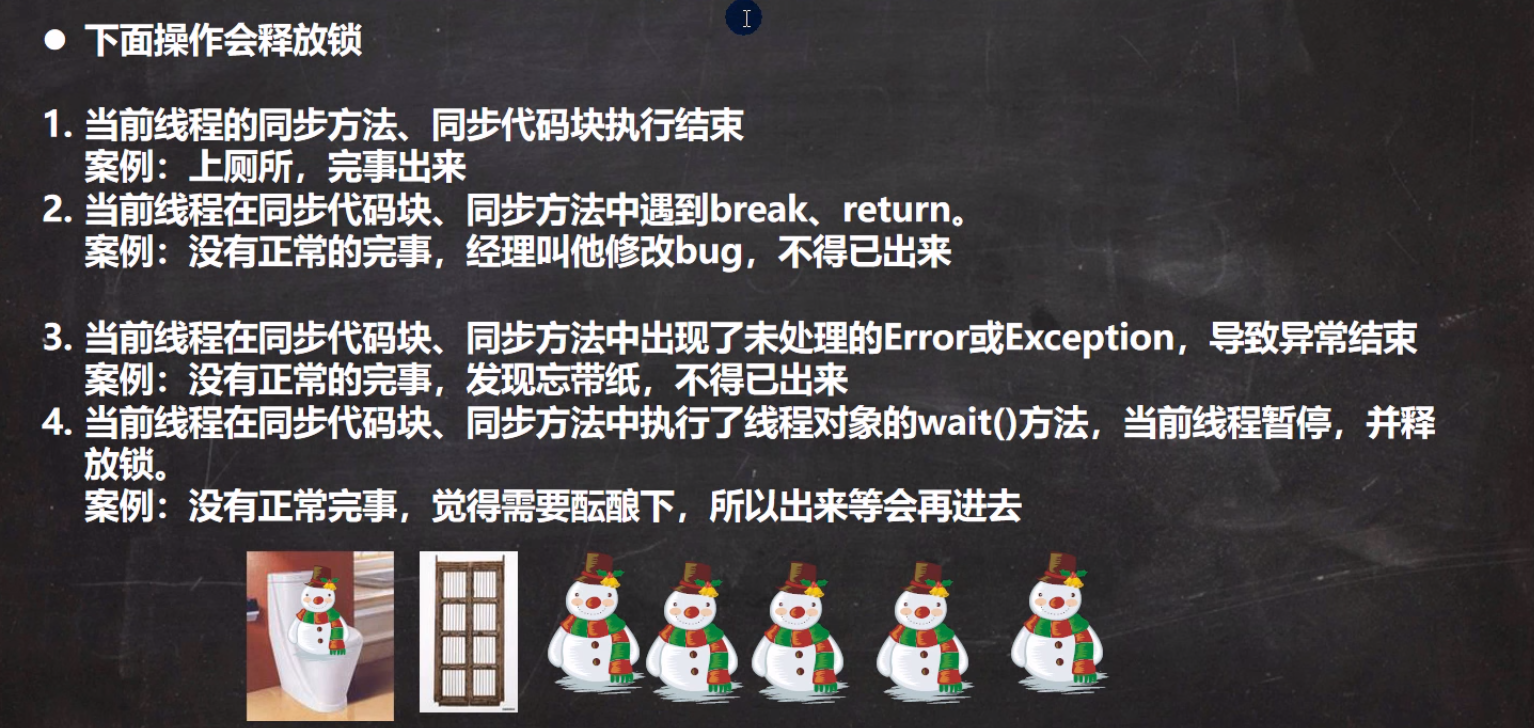 ● 下面操作会释放锁
1. 当前线程的同步方法、同步代码块执行结束
案例：上厕所，完事出来
2. 当前线程在同步代码块、同步方法中遇到break、return。
案例：没有正常的完事，经理叫他修改bug，不得已出来
3. 当前线程在同步代码块、同步方法中出现了未处理的Error或Exception，导致异常结束
案例：没有正常的完事，发现忘带纸，不得已出来
4. 当前线程在同步代码块、同步方法中执行了线程对象的wait()方法，当前线程暂停，并释
放锁。
案例：没有正常完事，觉得需要酝酿下，所以出来等会再进去